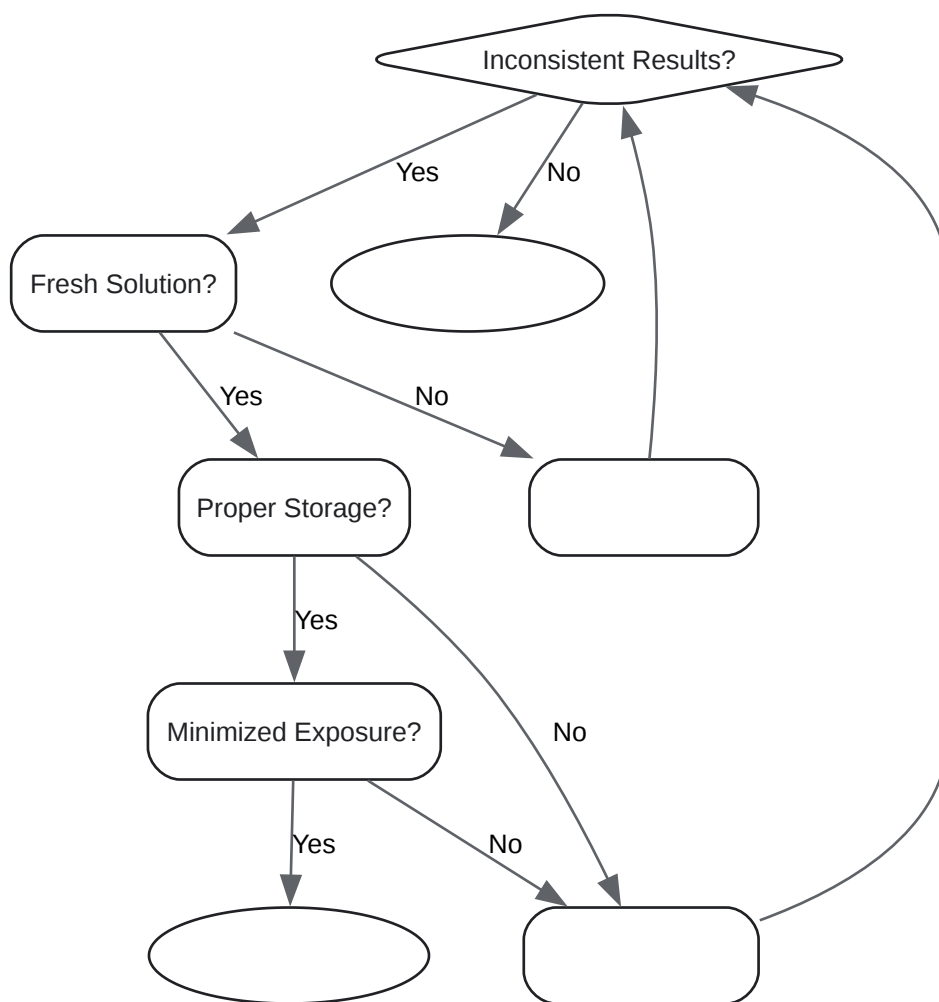 Inconsistent Results?
Yes
No
Fresh Solution?
Yes
No
Proper Storage?
Yes
No
Minimized Exposure?
Yes
No